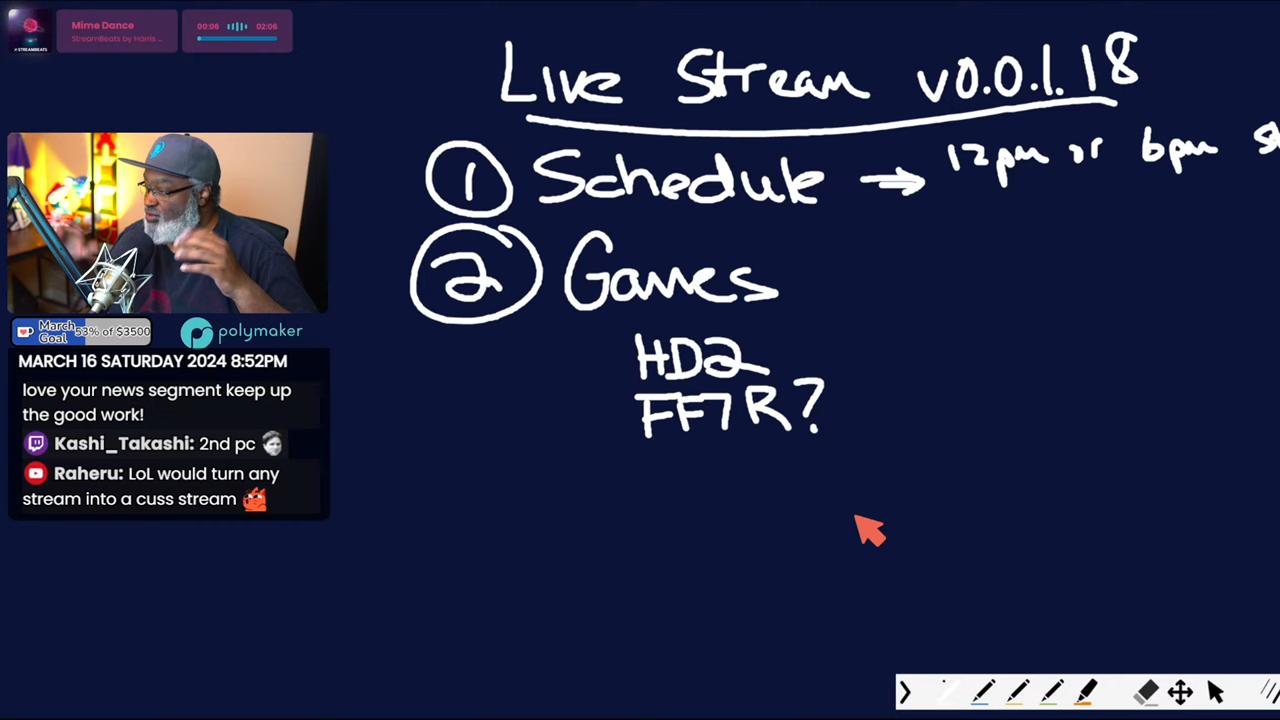 Mime Dance
StreamBeats by Harris ...
00:06
02:06
#STREAMBEATS
Live Stream v0.0.1.18
1 Schedule → 12pm or 6pm
2 Games
HD2
FF7R?
March Goal
53% of $3500
polymaker
MARCH 16 SATURDAY 2024 8:52PM
love your news segment keep up
the good work!
Kashi_Takashi: 2nd pc
Raheru: LoL would turn any
stream into a cuss stream